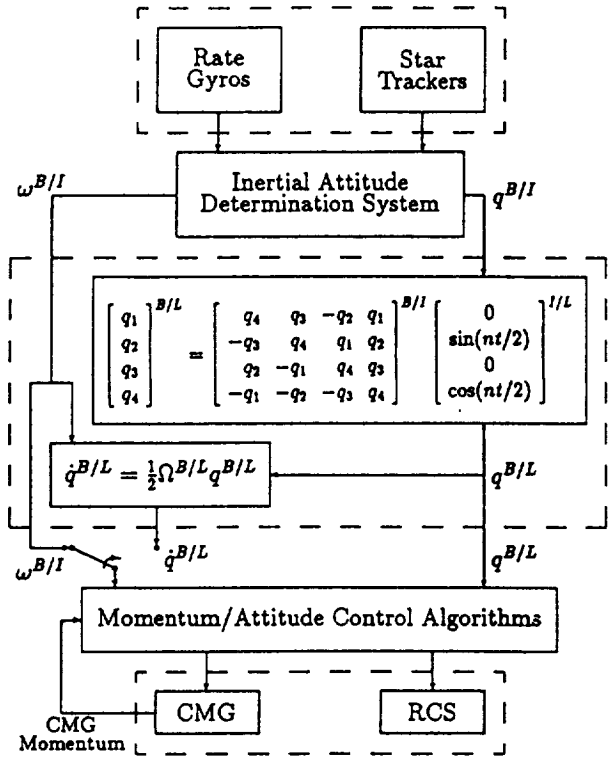 Rate
Gyros
Star
Trackers
ω^{B/I}
Inertial Attitude
Determination System
q^{B/I}
[q₁ q₂ q₃ q₄]^{B/L} = [q₄ q₃ -q₂ q₁; -q₃ q₄ q₁ q₂; q₂ -q₁ q₄ q₃; -q₁ -q₂ -q₃ q₄]^{B/I} [0; sin(nt/2); 0; cos(nt/2)]^{I/L}
q̇^{B/L} = ½Ω^{B/L}q^{B/L}
q^{B/L}
ω^{B/I}
q̇^{B/L}
q^{B/L}
Momentum/Attitude Control Algorithms
CMG
RCS
CMG
Momentum